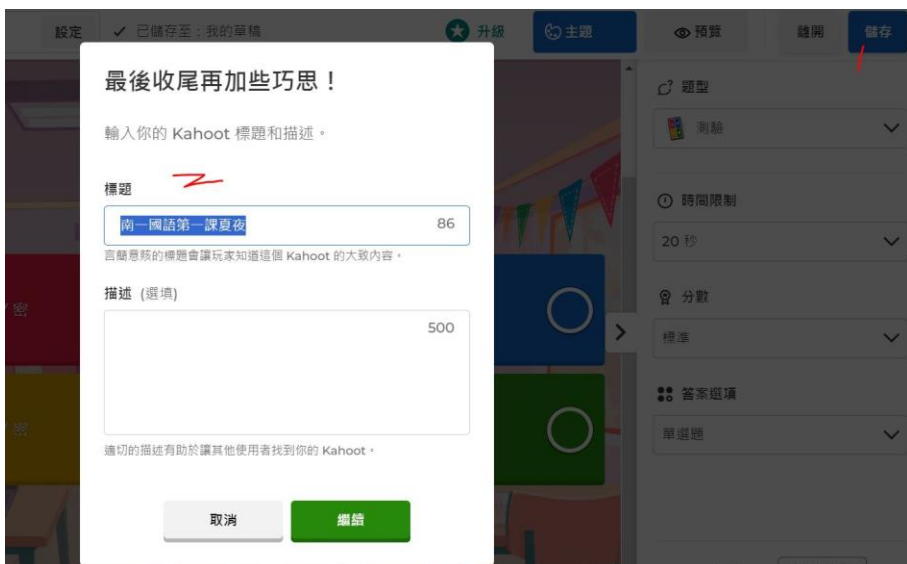 設定
✓ 已儲存至：我的草稿
升級
主題
預覽
離開
儲存
最後收尾再加些巧思！
輸入你的 Kahoot 標題和描述。
標題
南一國語第一課夏夜
86
言簡意賅的標題會讓玩家知道這個 Kahoot 的大致內容。
描述 (選填)
500
適切的描述有助於讓其他使用者找到你的 Kahoot。
取消
繼續
密
密
題型
測驗
時間限制
20 秒
分數
標準
答案選項
單選題